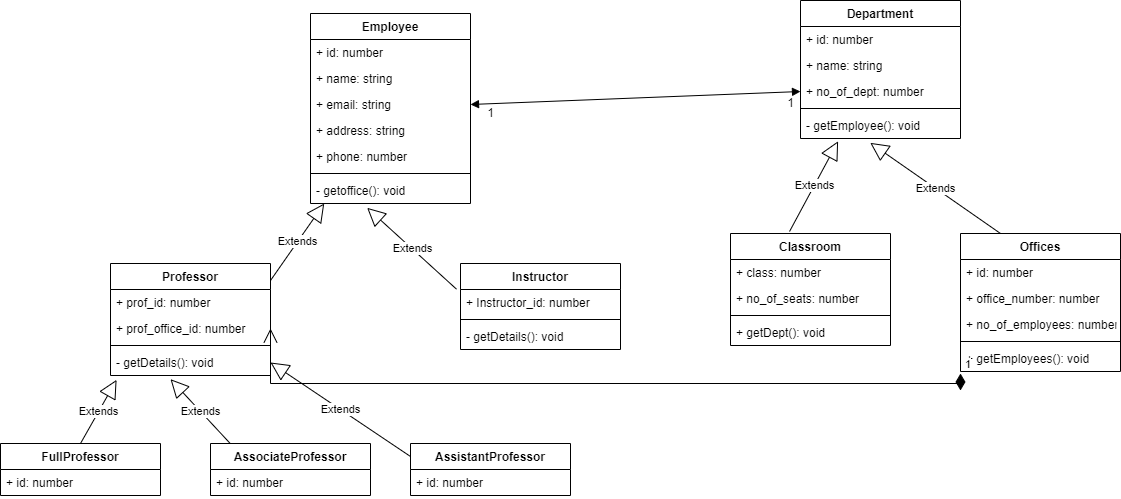 Employee
+ id: number
+ name: string
+ email: string
+ address: string
+ phone: number
- getoffice(): void
Department
+ id: number
+ name: string
+ no_of_dept: number
- getEmployee(): void
1
1
Extends
Extends
Extends
Extends
Professor
+ prof_id: number
+ prof_office_id: number
- getDetails(): void
Instructor
+ Instructor_id: number
- getDetails(): void
Classroom
+ class: number
+ no_of_seats: number
+ getDept(): void
Offices
+ id: number
+ office_number: number
+ no_of_employees: number
- getEmployees(): void
1
Extends
Extends
Extends
FullProfessor
+ id: number
AssociateProfessor
+ id: number
AssistantProfessor
+ id: number